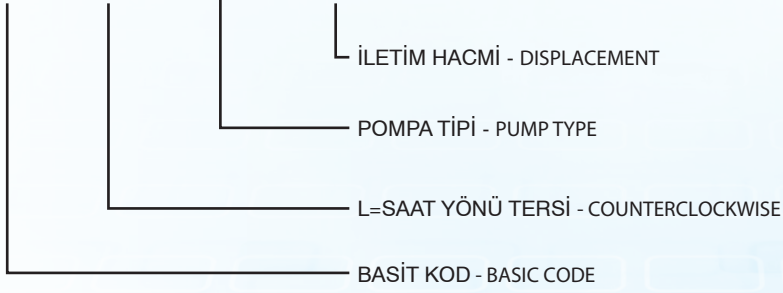 İLETİM HACMİ - DISPLACEMENT
POMPA TİPİ - PUMP TYPE
L=SAAT YÖNÜ TERSİ - COUNTERCLOCKWISE
BASİT KOD - BASIC CODE